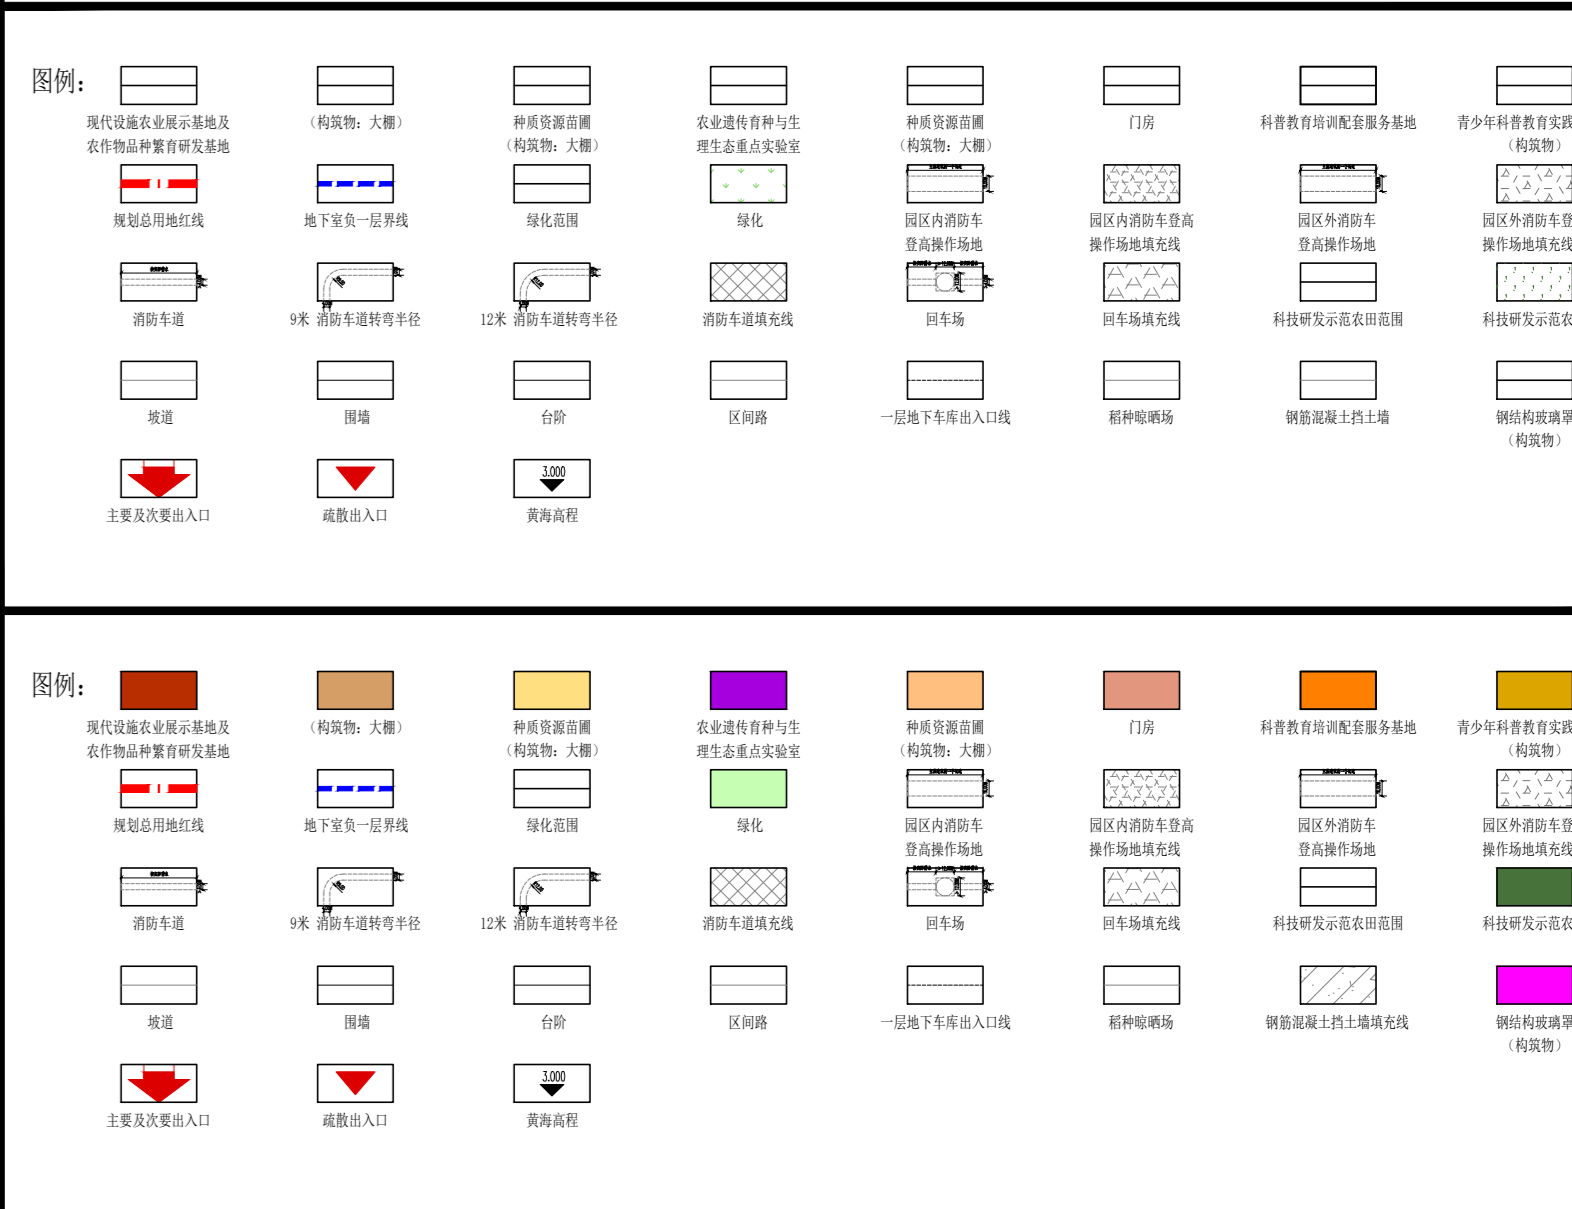 图例：
现代设施农业展示基地及
农作物品种繁育研发基地
（构筑物：大棚）
种质资源苗圃
（构筑物：大棚）
农业遗传育种与生
理生态重点实验室
种质资源苗圃
（构筑物：大棚）
门房
科普教育培训配套服务基地
青少年科普教育实践
（构筑物）
规划总用地红线
地下室负一层界线
绿化范围
绿化
园区内消防车
登高操作场地
园区内消防车登高
操作场地填充线
园区外消防车
登高操作场地
园区外消防车登
操作场地填充线
消防车道
9米 消防车道转弯半径
12米 消防车道转弯半径
消防车道填充线
回车场
回车场填充线
科技研发示范农田范围
科技研发示范农
坡道
围墙
台阶
区间路
一层地下车库出入口线
稻种晾晒场
钢筋混凝土挡土墙
钢结构玻璃罩
（构筑物）
3.000
主要及次要出入口
疏散出入口
黄海高程
图例：
现代设施农业展示基地及
农作物品种繁育研发基地
（构筑物：大棚）
种质资源苗圃
（构筑物：大棚）
农业遗传育种与生
理生态重点实验室
种质资源苗圃
（构筑物：大棚）
门房
科普教育培训配套服务基地
青少年科普教育实践
（构筑物）
规划总用地红线
地下室负一层界线
绿化范围
绿化
园区内消防车
登高操作场地
园区内消防车登高
操作场地填充线
园区外消防车
登高操作场地
园区外消防车登
操作场地填充线
消防车道
9米 消防车道转弯半径
12米 消防车道转弯半径
消防车道填充线
回车场
回车场填充线
科技研发示范农田范围
科技研发示范农
坡道
围墙
台阶
区间路
一层地下车库出入口线
稻种晾晒场
钢筋混凝土挡土墙填充线
钢结构玻璃罩
（构筑物）
3.000
主要及次要出入口
疏散出入口
黄海高程